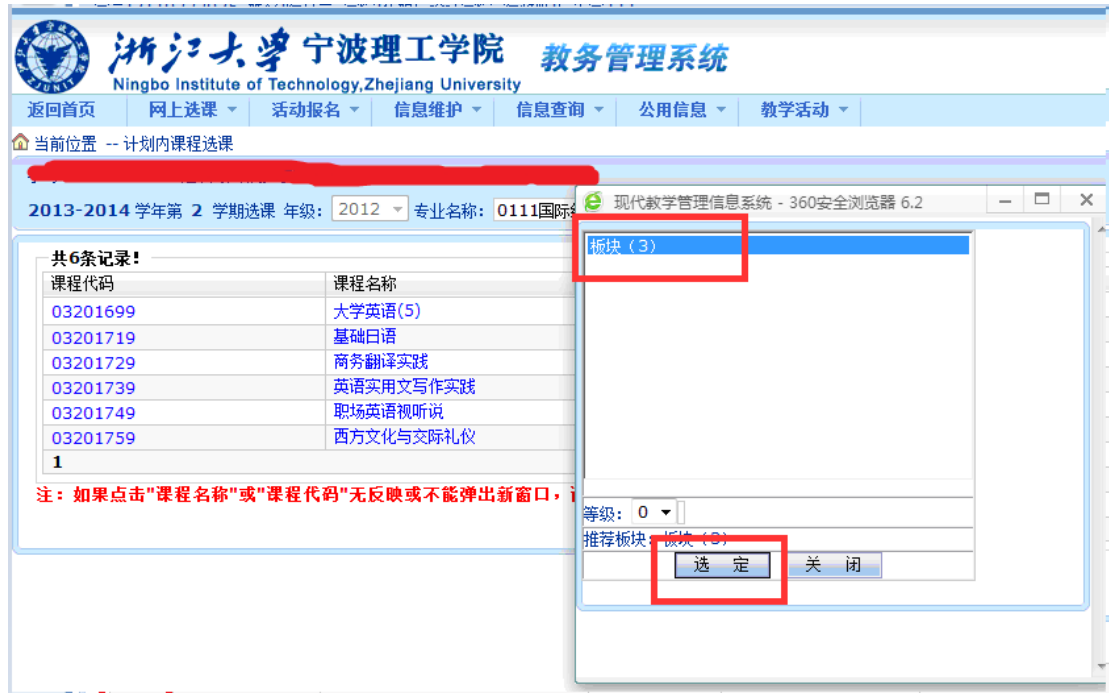 浙江大学 宁波理工学院 教务管理系统
Ningbo Institute of Technology,Zhejiang University
返回首页 网上选课 活动报名 信息维护 信息查询 公用信息 教学活动
当前位置 -- 计划内课程选课
2013-2014 学年第 2 学期选课 年级: 2012 专业名称: 0111国际
共6条记录!
课程代码 课程名称
03201699 大学英语(5)
03201719 基础日语
03201729 商务翻译实践
03201739 英语实用文写作实践
03201749 职场英语视听说
03201759 西方文化与交际礼仪
1
注:如果点击"课程名称"或"课程代码"无反映或不能弹出新窗口,
现代教学管理信息系统 - 360安全浏览器 6.2
板块(3)
等级: 0
推荐板块:板块(3)
选 定 关 闭